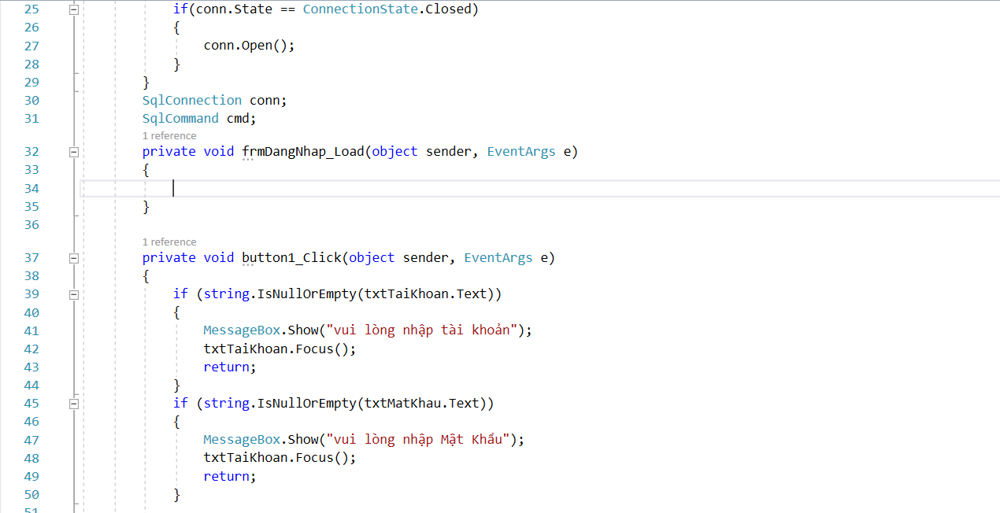 25 if(conn.State == ConnectionState.Closed)
26 {
27 conn.Open();
28 }
29 }
30 SqlConnection conn;
31 SqlCommand cmd;
1 reference
32 private void frmDangNhap_Load(object sender, EventArgs e)
33 {
34
35 }
36
1 reference
37 private void button1_Click(object sender, EventArgs e)
38 {
39 if (string.IsNullOrEmpty(txtTaiKhoan.Text))
40 {
41 MessageBox.Show("vui lòng nhập tài khoản");
42 txtTaiKhoan.Focus();
43 return;
44 }
45 if (string.IsNullOrEmpty(txtMatKhau.Text))
46 {
47 MessageBox.Show("vui lòng nhập Mật Khẩu");
48 txtTaiKhoan.Focus();
49 return;
50 }
51